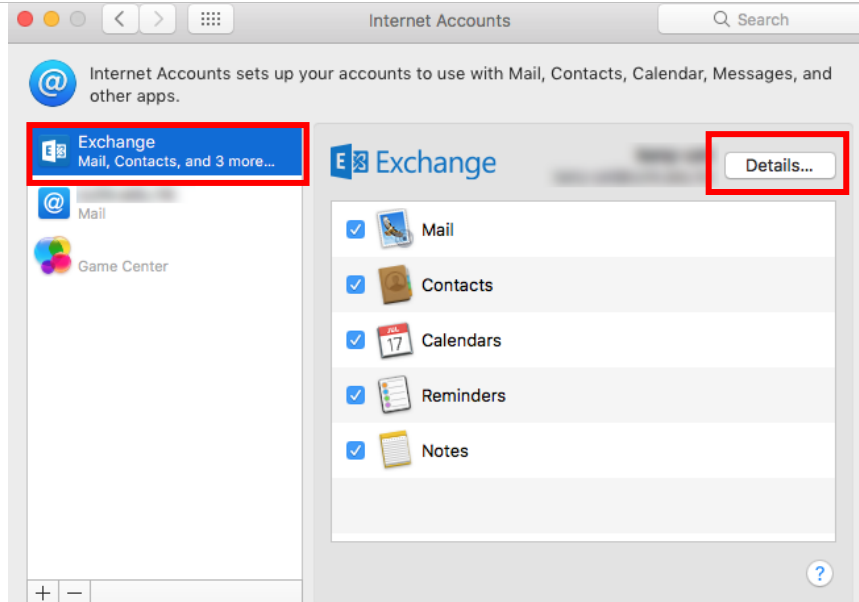 Internet Accounts
Search
Internet Accounts sets up your accounts to use with Mail, Contacts, Calendar, Messages, and
other apps.
Exchange
Mail, Contacts, and 3 more...
Mail
Game Center
E Exchange
Details...
Mail
Contacts
JUL
17
Calendars
Reminders
Notes
?